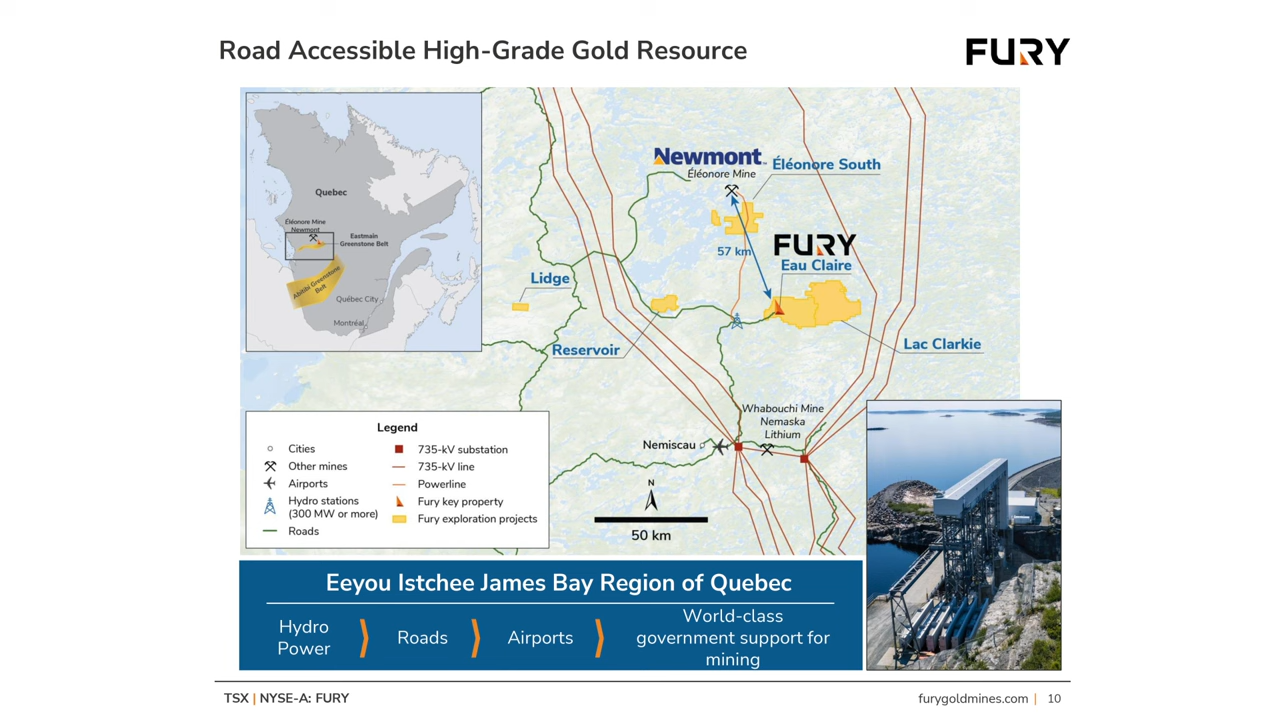 Road Accessible High-Grade Gold Resource
FURY
Quebec
Éléonore Mine
Newmont
Eastmain
Greenstone Belt
Abitibi Greenstone
Belt
Québec City
Montréal
Newmont™
Éléonore Mine
Éléonore South
57 km
FURY
Eau Claire
Lidge
Reservoir
Lac Clarkie
Whabouchi Mine
Nemaska
Lithium
Nemiscau
N
50 km
Legend
Cities
Other mines
Airports
Hydro stations
(300 MW or more)
Roads
735-kV substation
735-kV line
Powerline
Fury key property
Fury exploration projects
Eeyou Istchee James Bay Region of Quebec
Hydro
Power
Roads
Airports
World-class
government support for
mining
TSX | NYSE-A: FURY
furygoldmines.com | 10